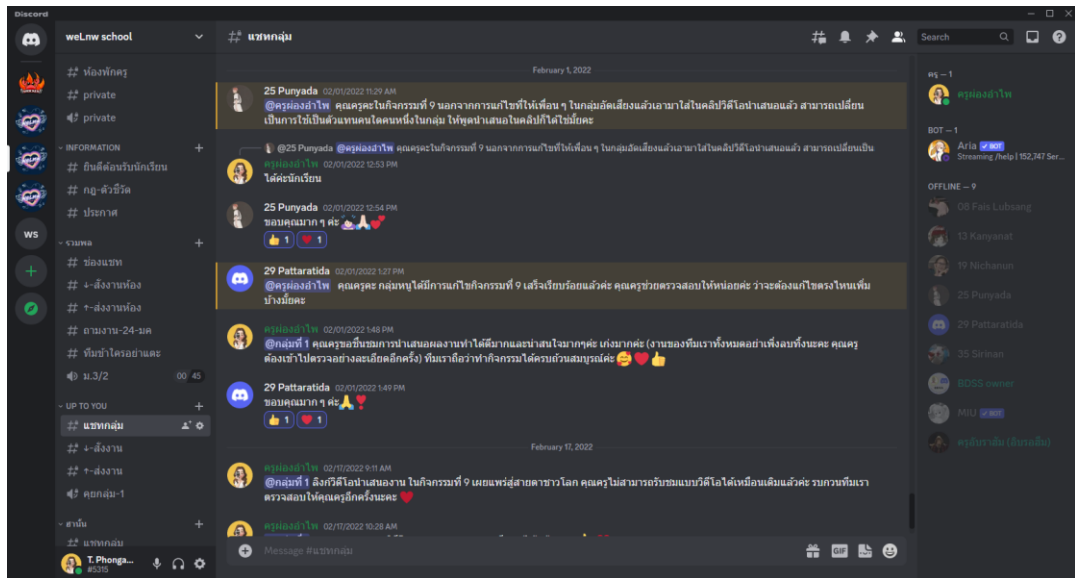 Discord
weLnw school
แชทกลุ่ม
Search
ห้องพักครู
private
private
INFORMATION
ยินดีต้อนรับนักเรียน
กฎ-ตัวชี้วัด
ประกาศ
WS
รวมพล
ช่องแชท
↓-สั่งงานห้อง
↑-ส่งงานห้อง
ถามงาน-24-มค
ทีมข้าใครอย่าแตะ
ม.3/2
00 45
UP TO YOU
แชทกลุ่ม
↓-สั่งงาน
↑-ส่งงาน
คุยกลุ่ม-1
ฮานั่น
แชทกลุ่ม
T. Phonga...
#5315
February 1, 2022
25 Punyada 02/01/2022 11:29 AM
@ครูผ่องอำไพ คุณครูคะในกิจกรรมที่ 9 นอกจากการแก้ไขที่ให้เพื่อน ๆ ในกลุ่มอัดเสียงแล้วเอามาใส่ในคลิปวิดีโอนำเสนอแล้ว สามารถเปลี่ยน
เป็นการใช้เป็นตัวแทนคนใดคนหนึ่งในกลุ่ม ให้พูดนำเสนอในคลิปก็ได้ใช่มั้ยคะ
@25 Punyada @ครูผ่องอำไพ คุณครูคะในกิจกรรมที่ 9 นอกจากการแก้ไขที่ให้เพื่อน ๆ ในกลุ่มอัดเสียงแล้วเอามาใส่ในคลิปวิดีโอนำเสนอแล้ว สามารถเปลี่ยนเป็น
ครูผ่องอำไพ 02/01/2022 12:53 PM
ได้ค่ะนักเรียน
25 Punyada 02/01/2022 12:54 PM
ขอบคุณมาก ๆ ค่ะ🙇🏻‍♀️🙏🏻💕
👍 1 ❤️ 1
29 Pattaratida 02/01/2022 1:27 PM
@ครูผ่องอำไพ คุณครูคะ กลุ่มหนูได้มีการแก้ไขกิจกรรมที่ 9 เสร็จเรียบร้อยแล้วค่ะ คุณครูช่วยตรวจสอบให้หน่อยค่ะ ว่าจะต้องแก้ไขตรงไหนเพิ่ม
บ้างมั้ยคะ
ครูผ่องอำไพ 02/01/2022 1:48 PM
@กลุ่มที่ 1 คุณครูขอชื่นชมการนำเสนอผลงานทำได้ดีมากและน่าสนใจมากๆค่ะ เก่งมากค่ะ (งานของทีมเราทั้งหมดอย่าเพิ่งลบทิ้งนะคะ คุณครู
ต้องเข้าไปตรวจอย่างละเอียดอีกครั้ง) ทีมเราถือว่าทำกิจกรรมได้ครบถ้วนสมบูรณ์ค่ะ 🥰❤️👍
29 Pattaratida 02/01/2022 1:49 PM
ขอบคุณมาก ๆ ค่ะ🙏❣️
👍 1 ❤️ 1
February 17, 2022
ครูผ่องอำไพ 02/17/2022 9:11 AM
@กลุ่มที่ 1 ลิงก์วิดีโอนำเสนองาน ในกิจกรรมที่ 9 เผยแพร่สู่สายตาชาวโลก คุณครูไม่สามารถรับชมแบบวิดีโอได้เหมือนเดิมแล้วค่ะ รบกวนทีมเรา
ตรวจสอบให้คุณครูอีกครั้งนะคะ ❤️
ครูผ่องอำไพ 02/17/2022 10:28 AM
Message #แชทกลุ่ม
GIF
ครู — 1
ครูผ่องอำไพ
BOT — 1
Aria BOT
Streaming /help | 152,747 Ser...
OFFLINE — 9
08 Fais Lubsang
13 Kanyanat
19 Nichanun
25 Punyada
29 Pattaratida
35 Sirinan
BDSS owner
MIU BOT